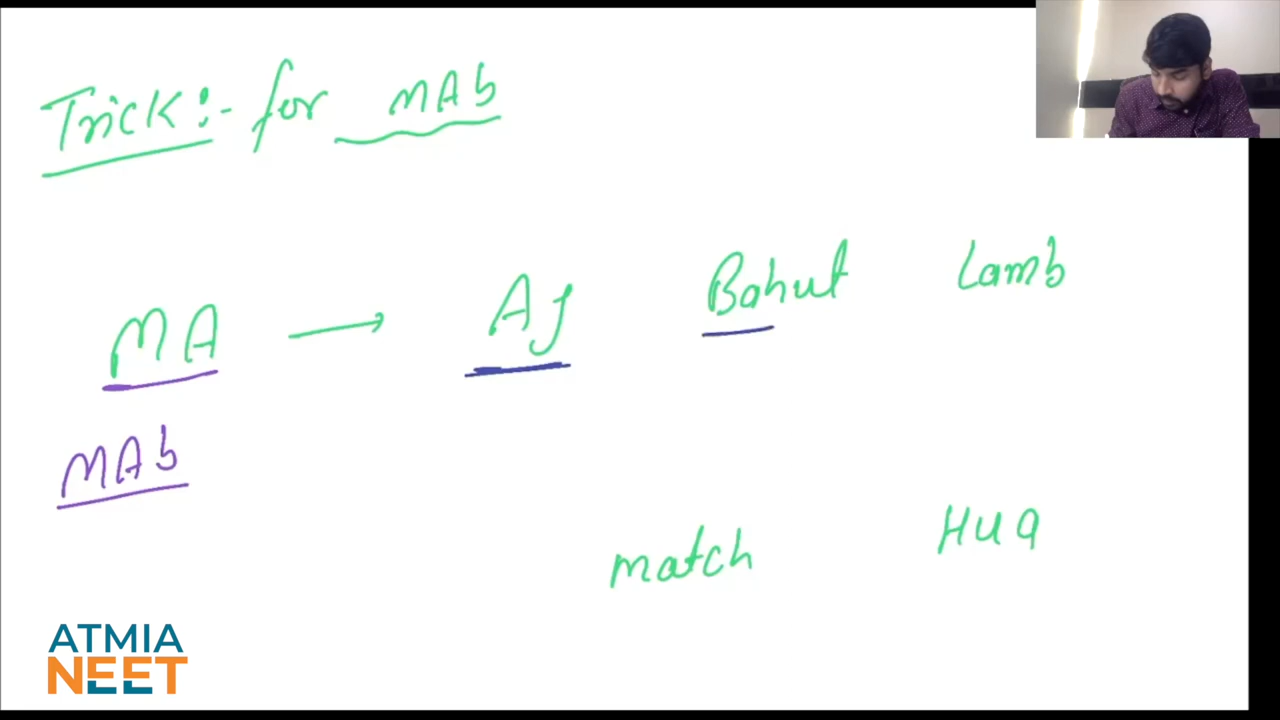 Trick:- for MAb
MA → Aj Bahut Lamb
MAb
match HUA
ATMIA
NEET